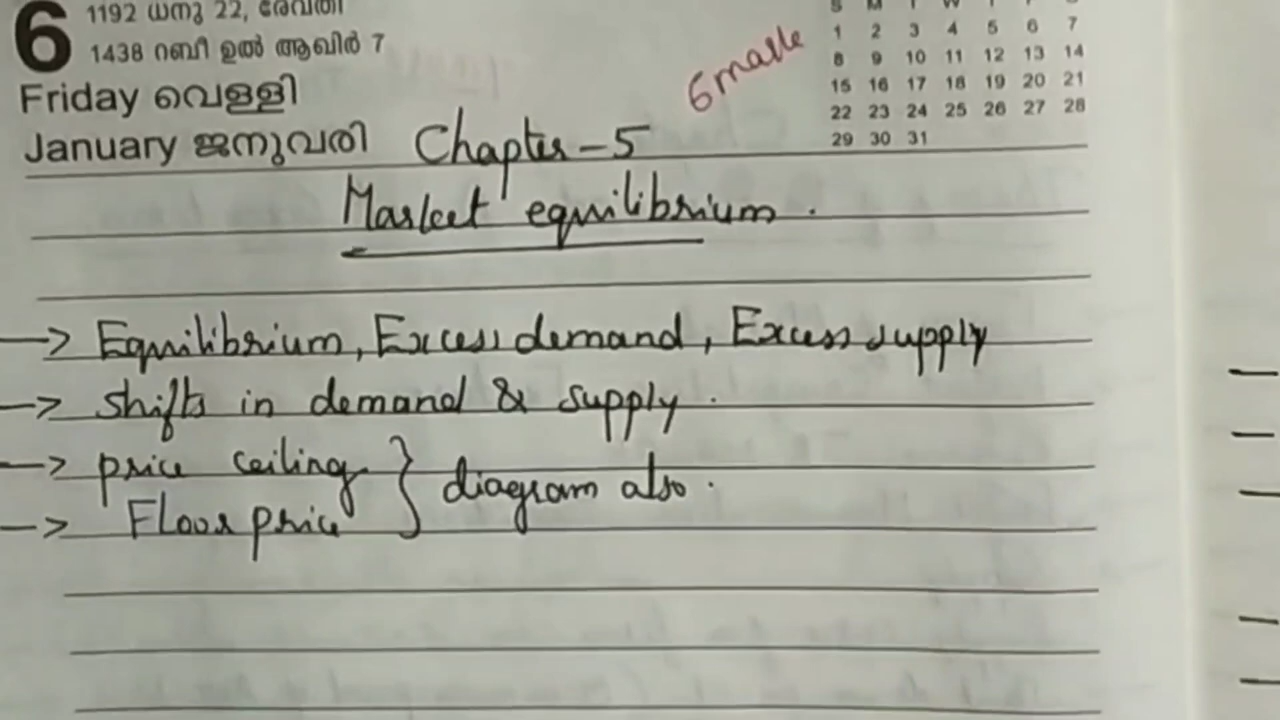 6
1192 ധനു 22, രേവതി
1438 റബീ ഉൽ ആഖിർ 7
Friday വെള്ളി
January ജനുവരി
6 marke
S M T W T F S
1 2 3 4 5 6 7
8 9 10 11 12 13 14
15 16 17 18 19 20 21
22 23 24 25 26 27 28
29 30 31
Chapter - 5
Market equilibrium.
→ Equilibrium, Excess demand, Excess supply
→ shifts in demand & supply.
→ price ceiling } diagram also.
→ Floor price